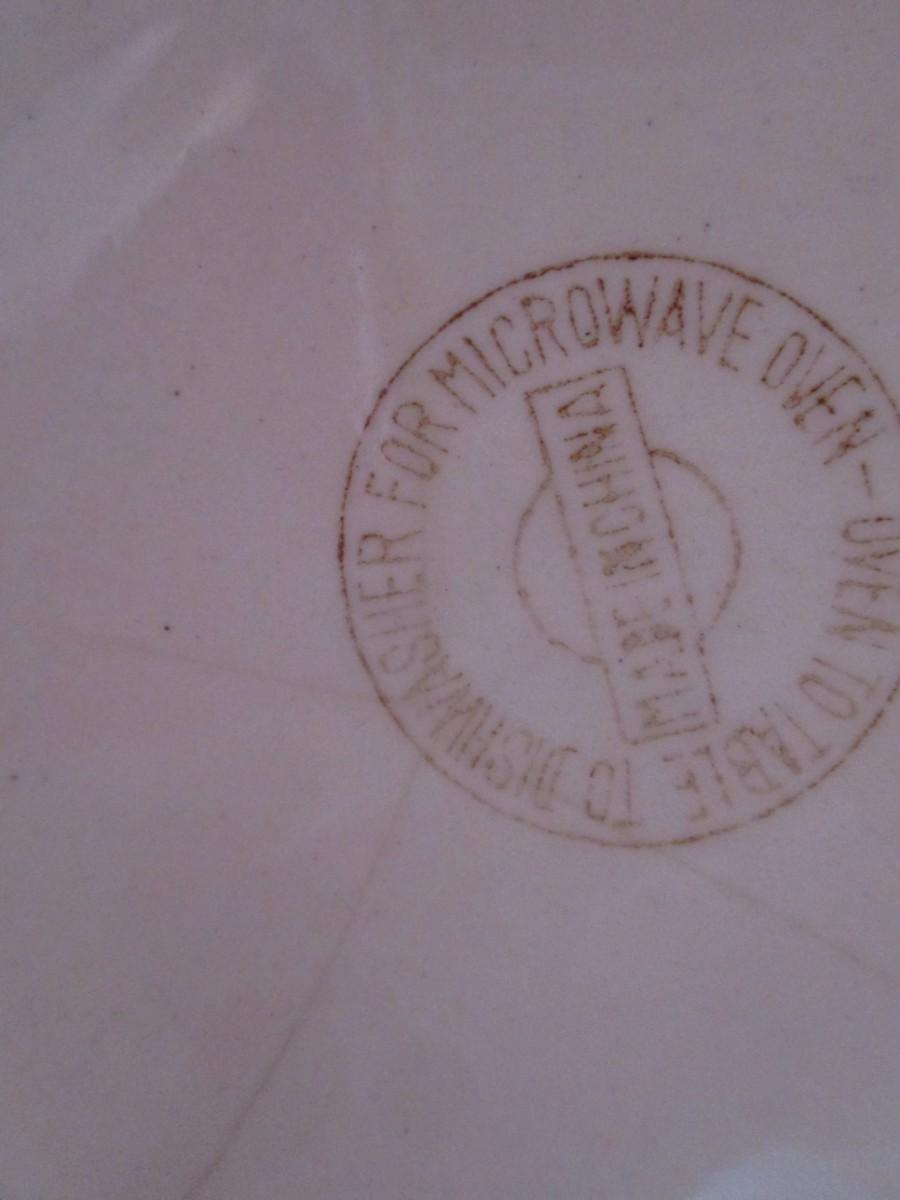 FOR MICROWAVE OVEN-OVEN TO TABLE TO DISHWASHER
MADE IN CHINA